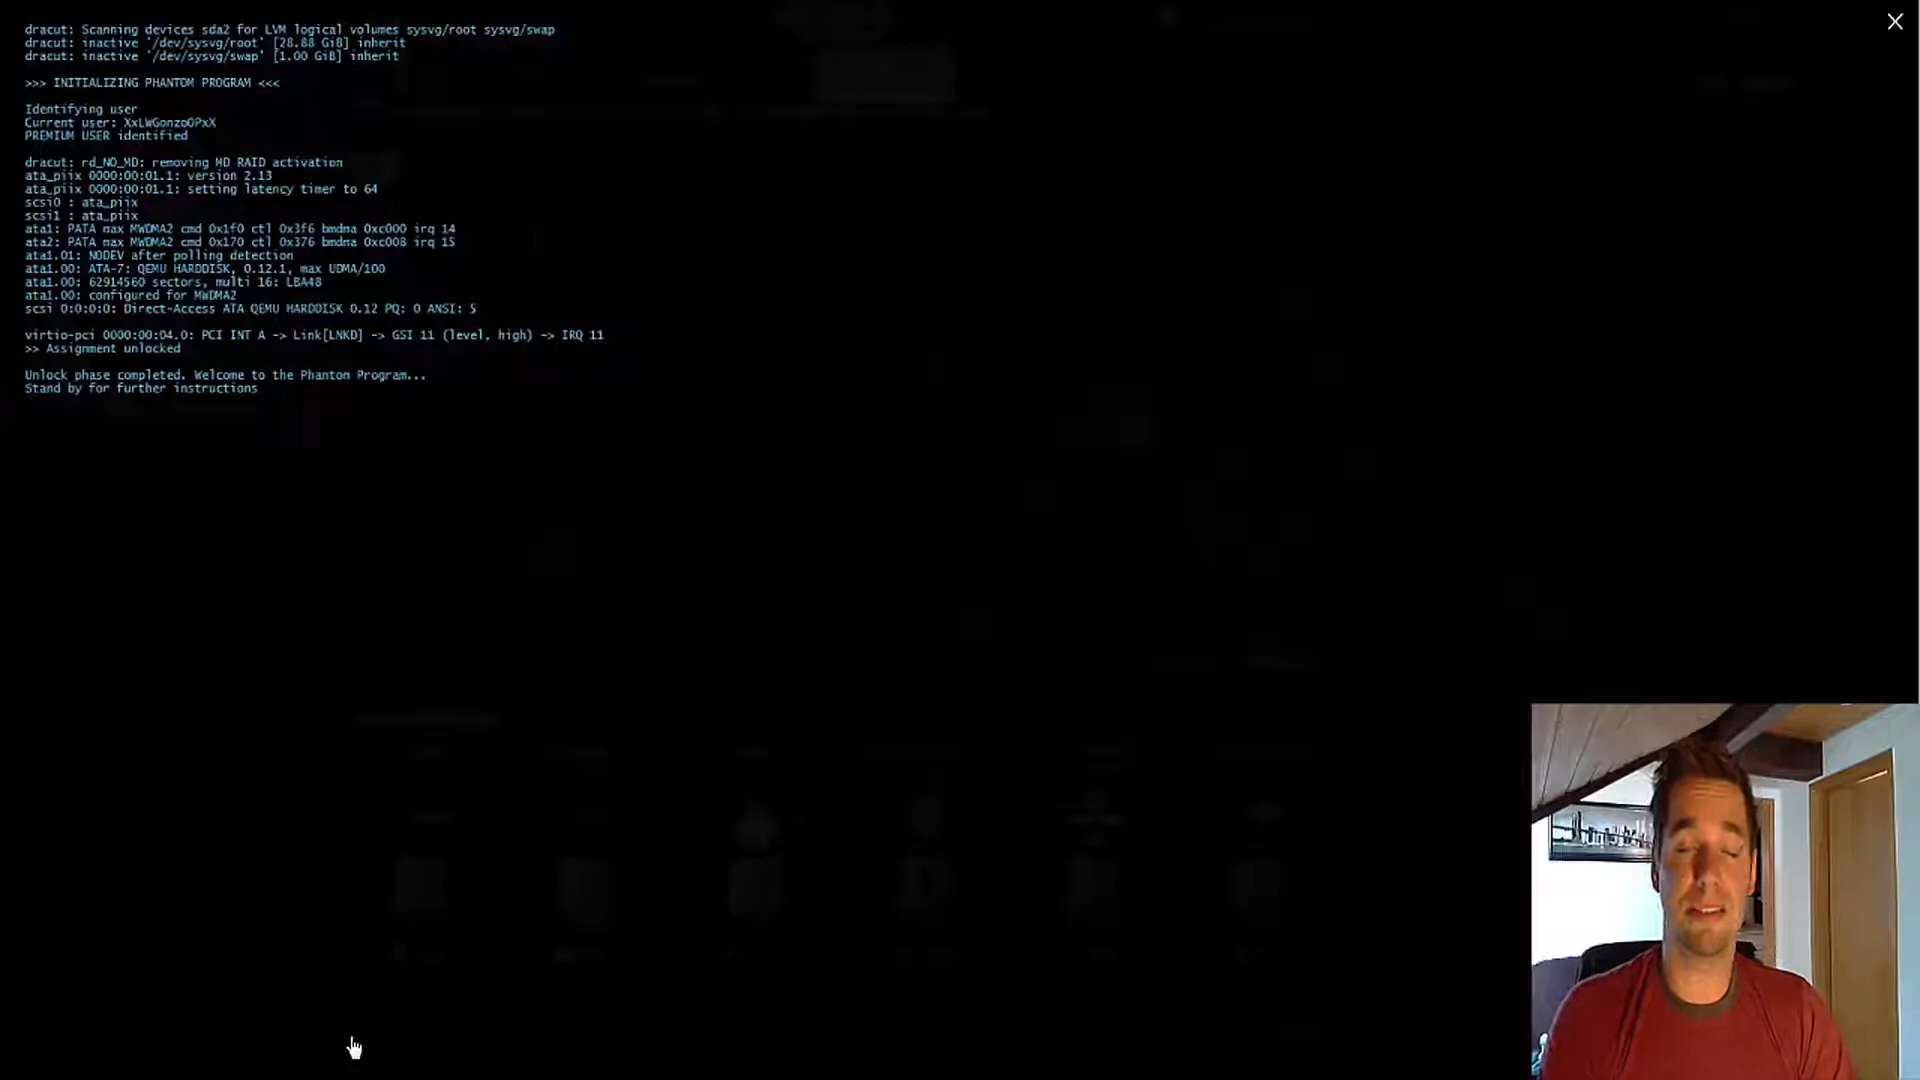 dracut: Scanning devices sda2 for LVM logical volumes sysvg/root sysvg/swap
dracut: inactive '/dev/sysvg/root' [28.88 GiB] inherit
dracut: inactive '/dev/sysvg/swap' [1.00 GiB] inherit
>>> INITIALIZING PHANTOM PROGRAM <<<
Identifying user
Current user: XxLWGonzoOPxX
PREMIUM USER identified
dracut: rd_NO_MD: removing MD RAID activation
ata_piix 0000:00:01.1: version 2.13
ata_piix 0000:00:01.1: setting latency timer to 64
scsi0 : ata_piix
scsi1 : ata_piix
ata1: PATA max MWDMA2 cmd 0x1f0 ctl 0x3f6 bmdma 0xc000 irq 14
ata2: PATA max MWDMA2 cmd 0x170 ctl 0x376 bmdma 0xc008 irq 15
ata1.01: NODEV after polling detection
ata1.00: ATA-7: QEMU HARDDISK, 0.12.1, max UDMA/100
ata1.00: 62914560 sectors, multi 16: LBA48
ata1.00: configured for MWDMA2
scsi 0:0:0:0: Direct-Access ATA QEMU HARDDISK 0.12 PQ: 0 ANSI: 5
virtio-pci 0000:00:04.0: PCI INT A -> Link[LNKD] -> GSI 11 (level, high) -> IRQ 11
>> Assignment unlocked
Unlock phase completed. Welcome to the Phantom Program...
Stand by for further instructions